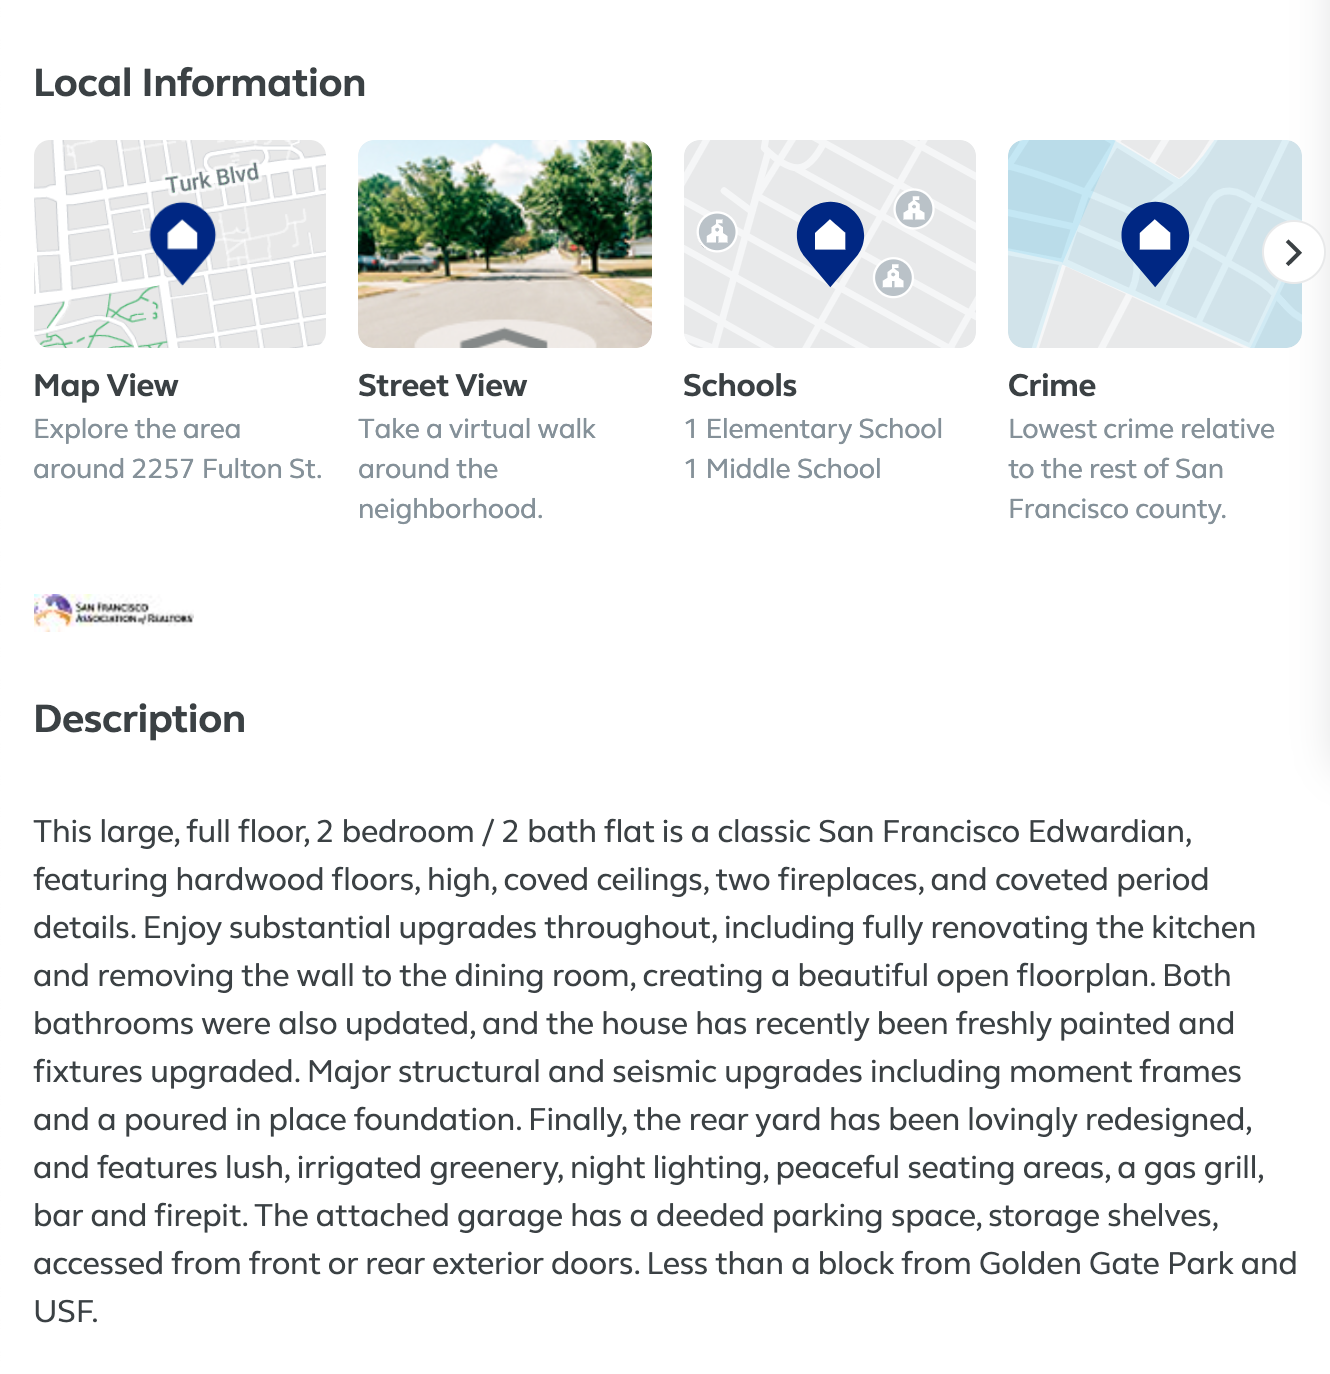 Local Information
Turk Blvd
Map View
Explore the area
around 2257 Fulton St.
Street View
Take a virtual walk
around the
neighborhood.
Schools
1 Elementary School
1 Middle School
Crime
Lowest crime relative
to the rest of San
Francisco county.
SAN FRANCISCO
ASSOCIATION of REALTORS
Description
This large, full floor, 2 bedroom / 2 bath flat is a classic San Francisco Edwardian,
featuring hardwood floors, high, coved ceilings, two fireplaces, and coveted period
details. Enjoy substantial upgrades throughout, including fully renovating the kitchen
and removing the wall to the dining room, creating a beautiful open floorplan. Both
bathrooms were also updated, and the house has recently been freshly painted and
fixtures upgraded. Major structural and seismic upgrades including moment frames
and a poured in place foundation. Finally, the rear yard has been lovingly redesigned,
and features lush, irrigated greenery, night lighting, peaceful seating areas, a gas grill,
bar and firepit. The attached garage has a deeded parking space, storage shelves,
accessed from front or rear exterior doors. Less than a block from Golden Gate Park and
USF.